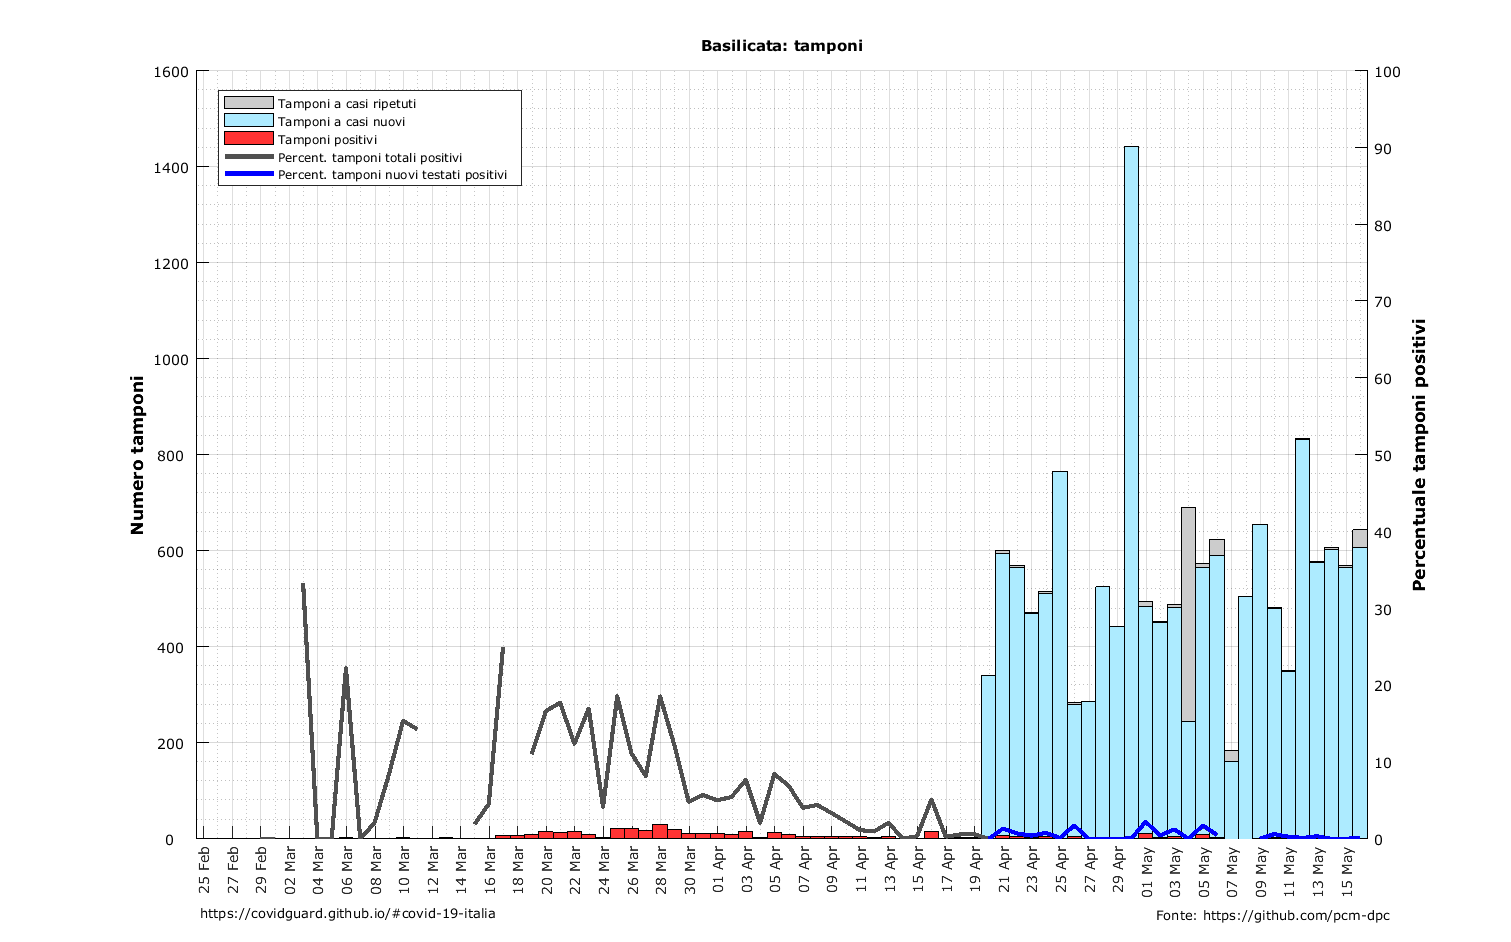 Basilicata: tamponi
Tamponi a casi ripetuti
Tamponi a casi nuovi
Tamponi positivi
Percent. tamponi totali positivi
Percent. tamponi nuovi testati positivi
Numero tamponi
1600
1400
1200
1000
800
600
400
200
0
Percentuale tamponi positivi
100
90
80
70
60
50
40
30
20
10
0
25 Feb
27 Feb
29 Feb
02 Mar
04 Mar
06 Mar
08 Mar
10 Mar
12 Mar
14 Mar
16 Mar
18 Mar
20 Mar
22 Mar
24 Mar
26 Mar
28 Mar
30 Mar
01 Apr
03 Apr
05 Apr
07 Apr
09 Apr
11 Apr
13 Apr
15 Apr
17 Apr
19 Apr
21 Apr
23 Apr
25 Apr
27 Apr
29 Apr
01 May
03 May
05 May
07 May
09 May
11 May
13 May
15 May
https://covidguard.github.io/#covid-19-italia
Fonte: https://github.com/pcm-dpc